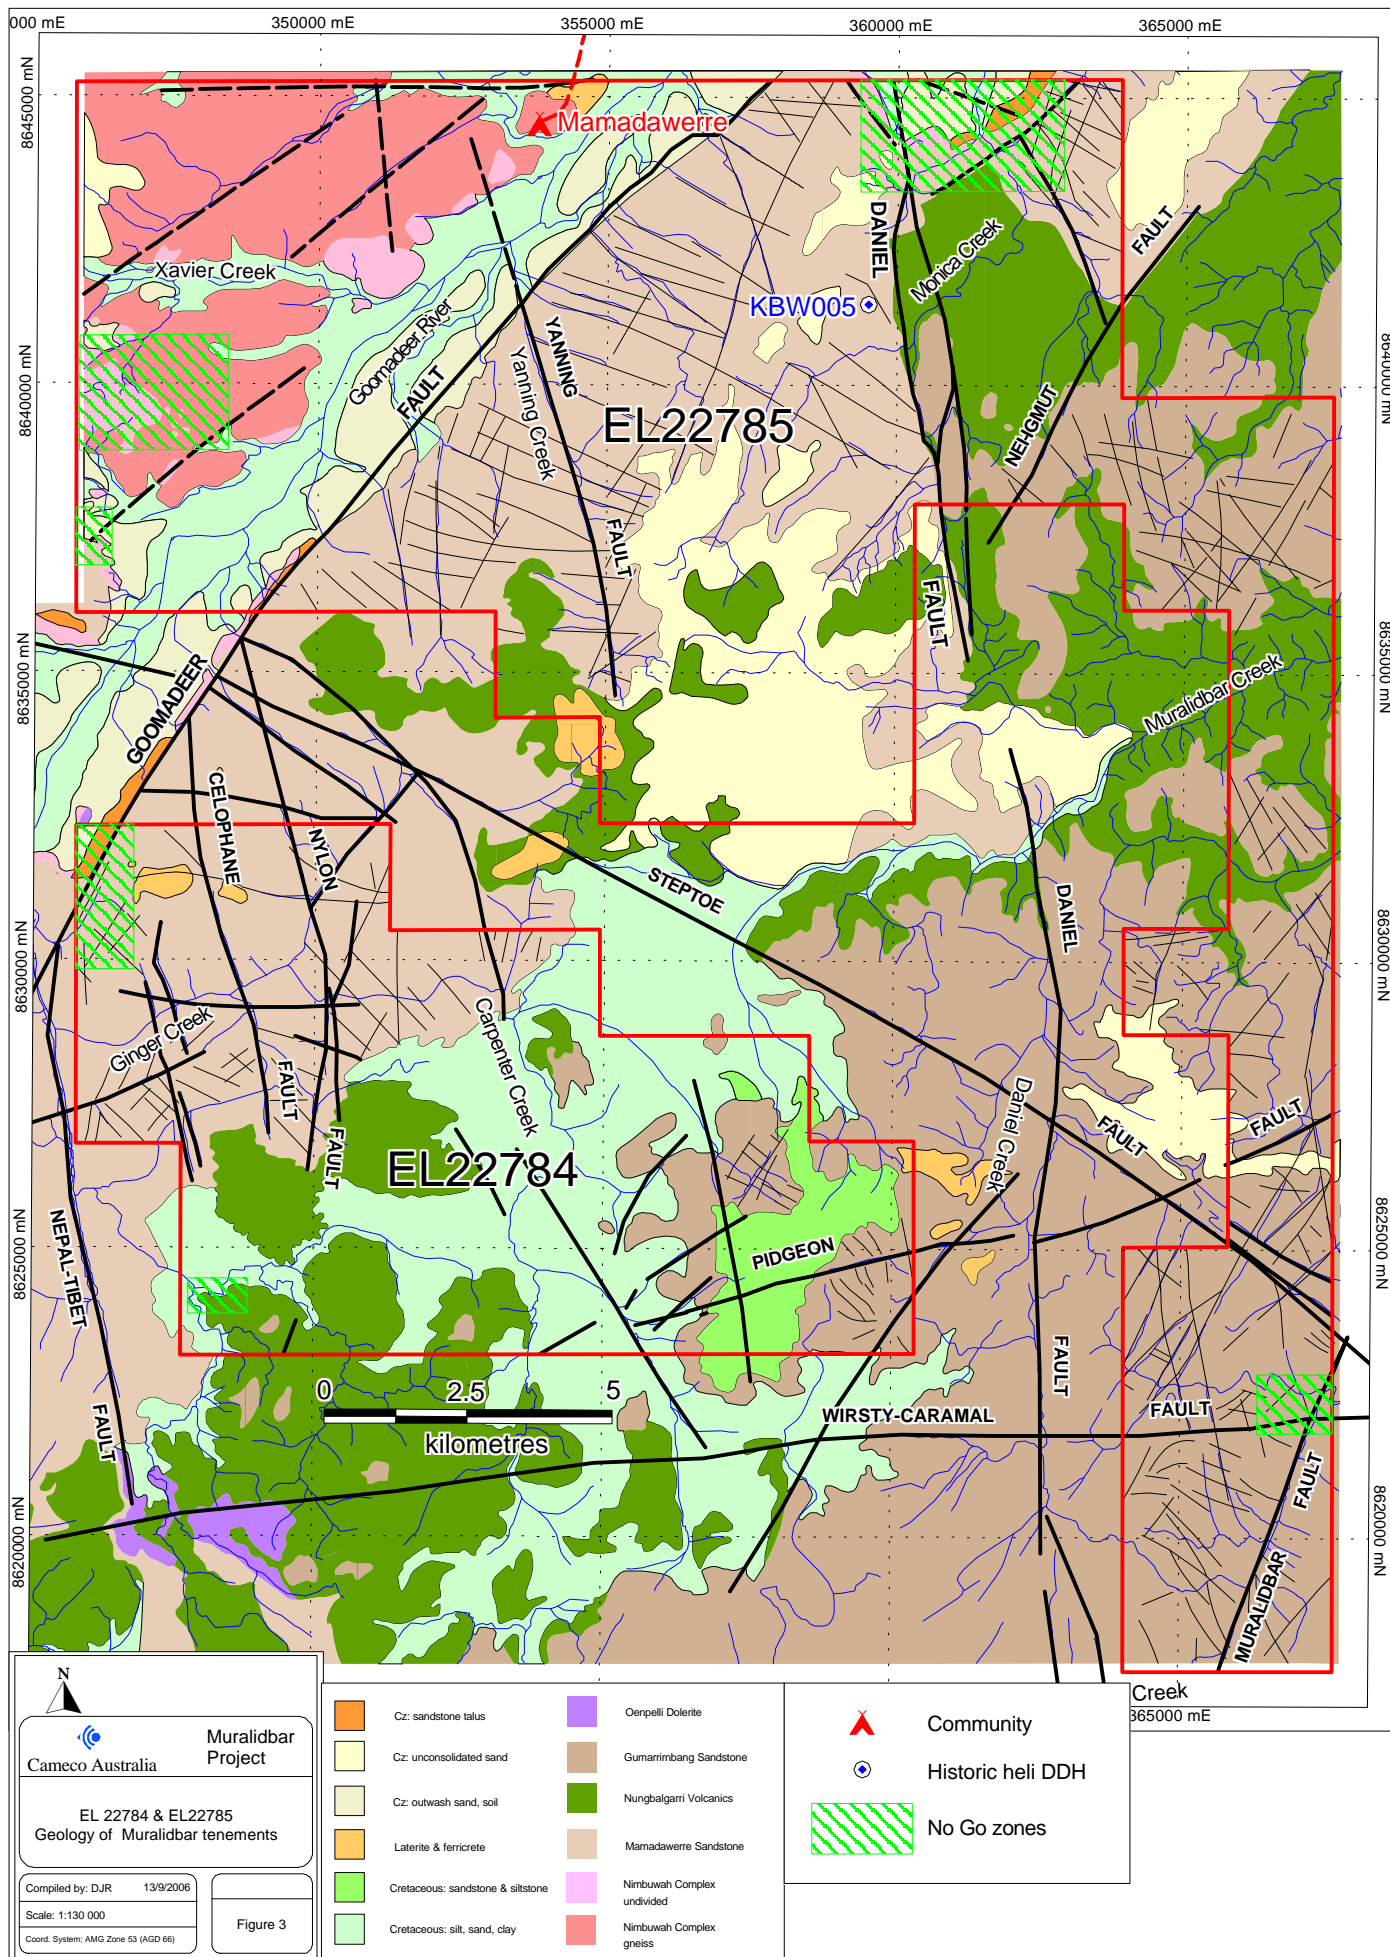 000 mE
350000 mE
355000 mE
360000 mE
365000 mE
8645000 mN
8640000 mN
8635000 mN
8630000 mN
8625000 mN
8620000 mN
8640000 mN
8635000 mN
8630000 mN
8625000 mN
8620000 mN
Mamadawerre
DANIEL
Monica Creek
FAULT
Xavier Creek
KBW005
Goomadeer River
FAULT
YANNING
Yanning Creek
EL22785
NEHGMUT
FAULT
FAULT
GOOMADEER
Muralidbar Creek
CELOPHANE
NYLON
STEPTOE
DANIEL
Ginger Creek
Carpenter Creek
FAULT
FAULT
Daniel Creek
FAULT
FAULT
EL22784
NEPAL-TIBET
PIDGEON
FAULT
FAULT
0
2.5
5
kilometres
WIRSTY-CARAMAL
FAULT
FAULT
MURALIDBAR
Creek
365000 mE
N
Cameco Australia
Muralidbar
Project
EL 22784 & EL22785
Geology of Muralidbar tenements
Compiled by: DJR 13/9/2006
Scale: 1:130 000
Coord. System: AMG Zone 53 (AGD 66)
Figure 3
Cz: sandstone talus
Cz: unconsolidated sand
Cz: outwash sand, soil
Laterite & ferricrete
Cretaceous: sandstone & siltstone
Cretaceous: silt, sand, clay
Oenpelli Dolerite
Gumarrirnbang Sandstone
Nungbalgarri Volcanics
Mamadawerre Sandstone
Nimbuwah Complex
undivided
Nimbuwah Complex
gneiss
Community
Historic heli DDH
No Go zones